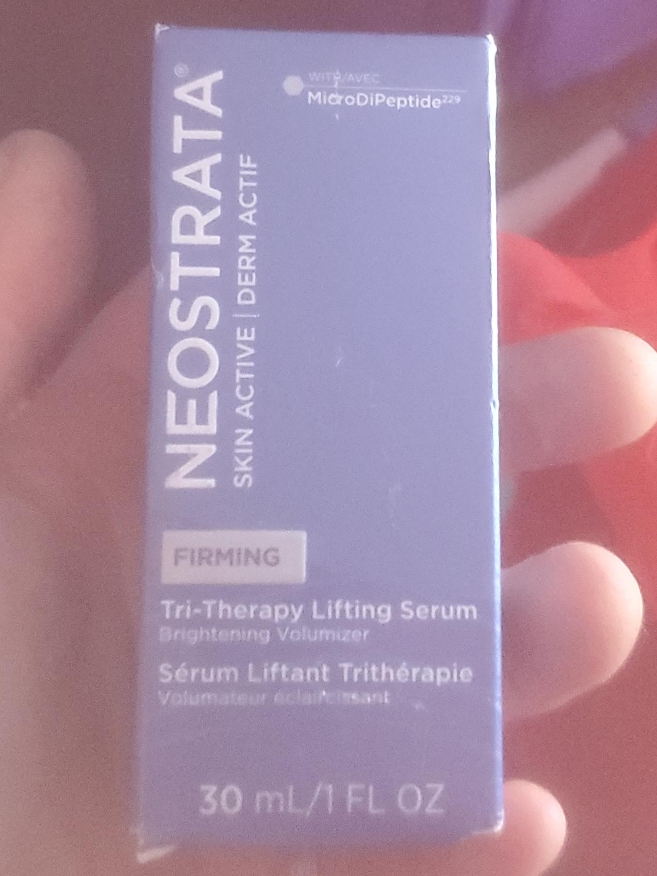 WITH/AVEC
MicroDiPeptide²²⁹
NEOSTRATA®
SKIN ACTIVE | DERM ACTIF
FIRMING
Tri-Therapy Lifting Serum
Brightening Volumizer
Sérum Liftant Trithérapie
Volumateur éclaircissant
30 mL/1 FL OZ